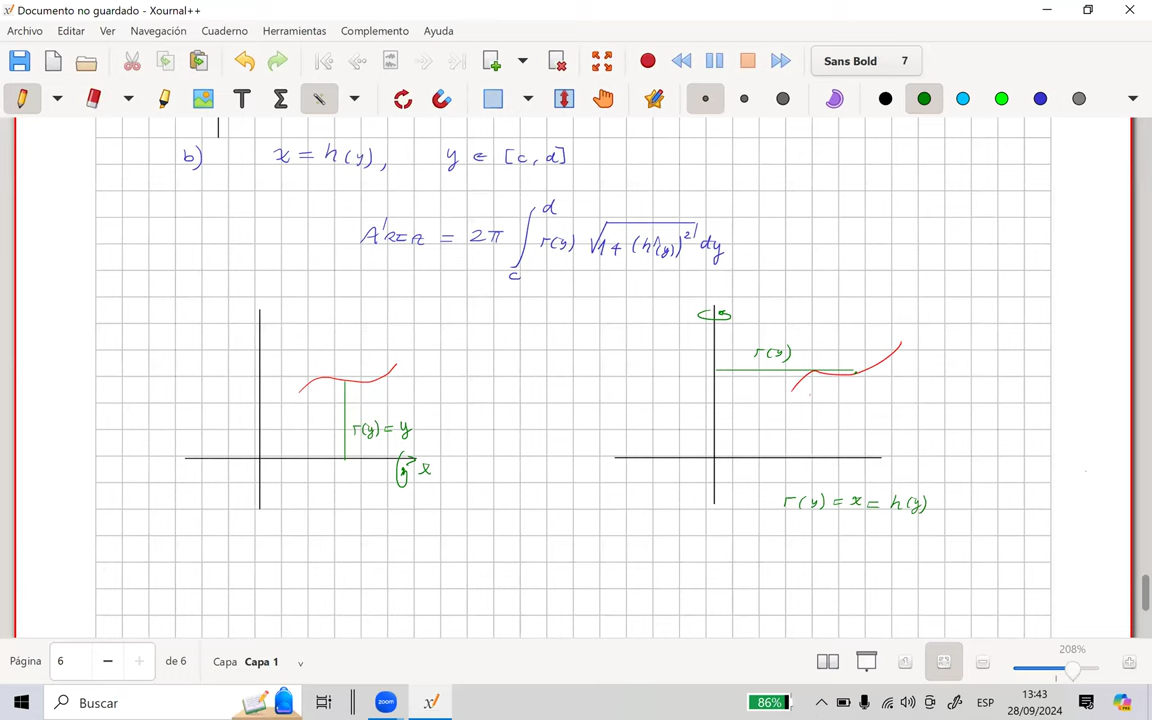 Documento no guardado - Xournal++
Archivo Editar Ver Navegación Cuaderno Herramientas Complemento Ayuda
Sans Bold 7
b) x = h(y), y ∈ [c, d]
Área = 2π ∫_c^d r(y) √(1 + (h'(y))²) dy
r(y)
r(y) = y
x
r(y) = x = h(y)
Página 6 de 6 Capa Capa 1 208%
Buscar zoom 86% ESP 13:43
28/09/2024